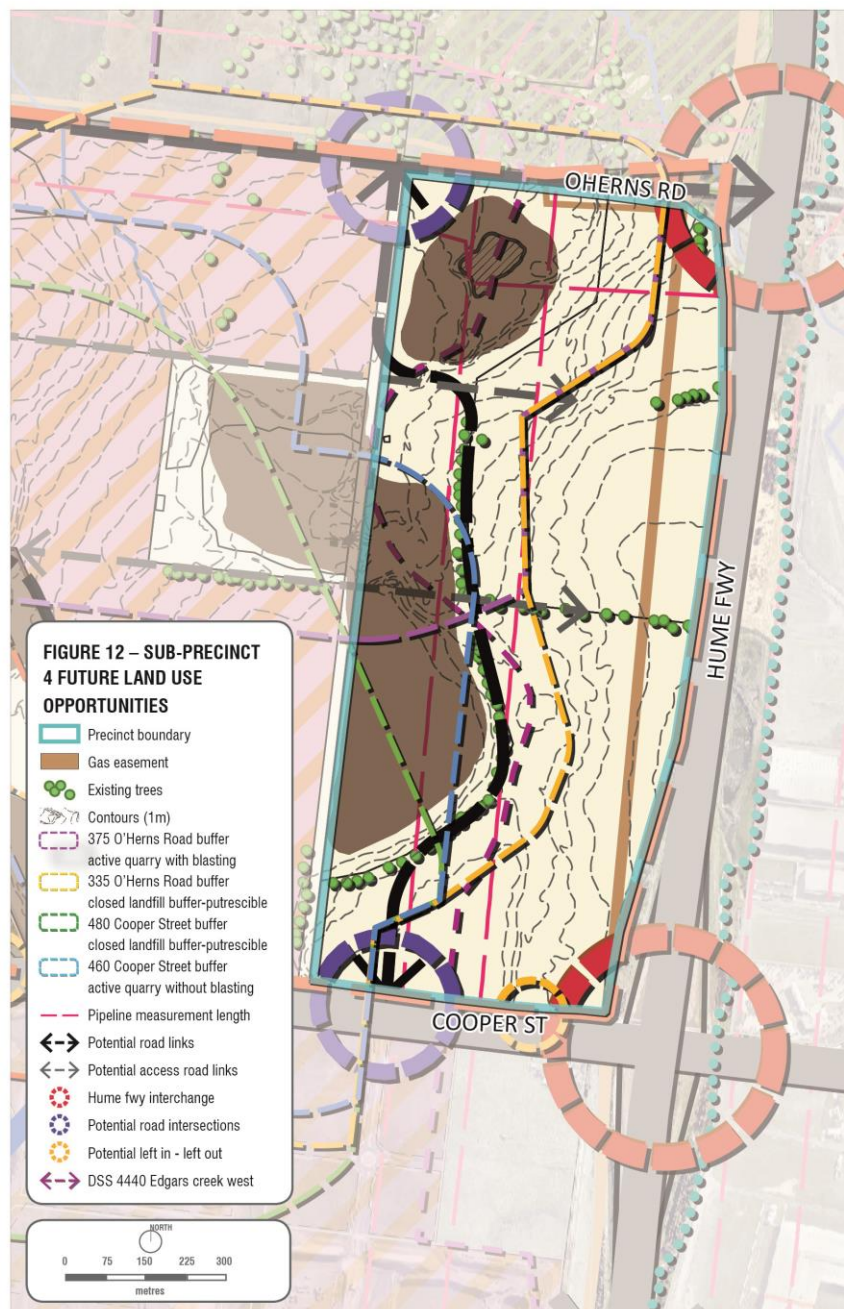 OHERNS RD
HUME FWY
COOPER ST
FIGURE 12 – SUB-PRECINCT
4 FUTURE LAND USE
OPPORTUNITIES
Precinct boundary
Gas easement
Existing trees
Contours (1m)
375 O'Herns Road buffer
active quarry with blasting
335 O'Herns Road buffer
closed landfill buffer-putrescible
480 Cooper Street buffer
closed landfill buffer-putrescible
460 Cooper Street buffer
active quarry without blasting
Pipeline measurement length
Potential road links
Potential access road links
Hume fwy interchange
Potential road intersections
Potential left in - left out
DSS 4440 Edgars creek west
NORTH
0 75 150 225 300
metres